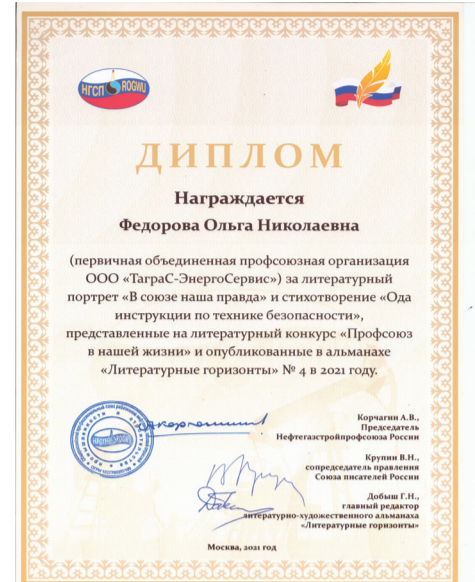 НГСП ROGWU
ДИПЛОМ
Награждается
Федорова Ольга Николаевна
(первичная объединенная профсоюзная организация
ООО «ТаграС-ЭнергоСервис») за литературный
портрет «В союзе наша правда» и стихотворение «Ода
инструкции по технике безопасности»,
представленные на литературный конкурс «Профсоюз
в нашей жизни» и опубликованные в альманахе
«Литературные горизонты» № 4 в 2021 году.
Корчагин А.В.,
Председатель
Нефтегазстройпрофсоюза России
Крупин В.Н.,
сопредседатель правления
Союза писателей России
Добыш Г.Н.,
главный редактор
литературно-художественного альманаха
«Литературные горизонты»
Москва, 2021 год